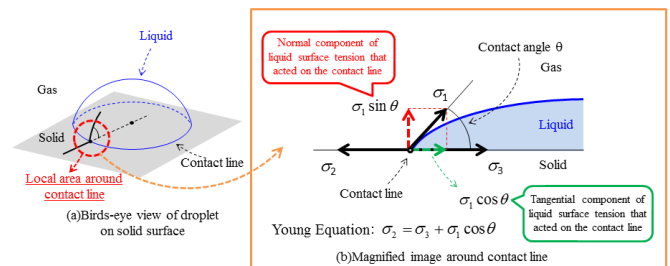 Liquid
Gas
Solid
Contact line
Local area around
contact line
(a)Birds-eye view of droplet
on solid surface
Normal component of
liquid surface tension that
acted on the contact line
Contact angle θ
Gas
σ₁
σ₁ sin θ
Liquid
Solid
σ₂
σ₃
Contact line
σ₁ cos θ
Tangential component of
liquid surface tension that
acted on the contact line
Young Equation: σ₂ = σ₃ + σ₁ cos θ
(b)Magnified image around contact line